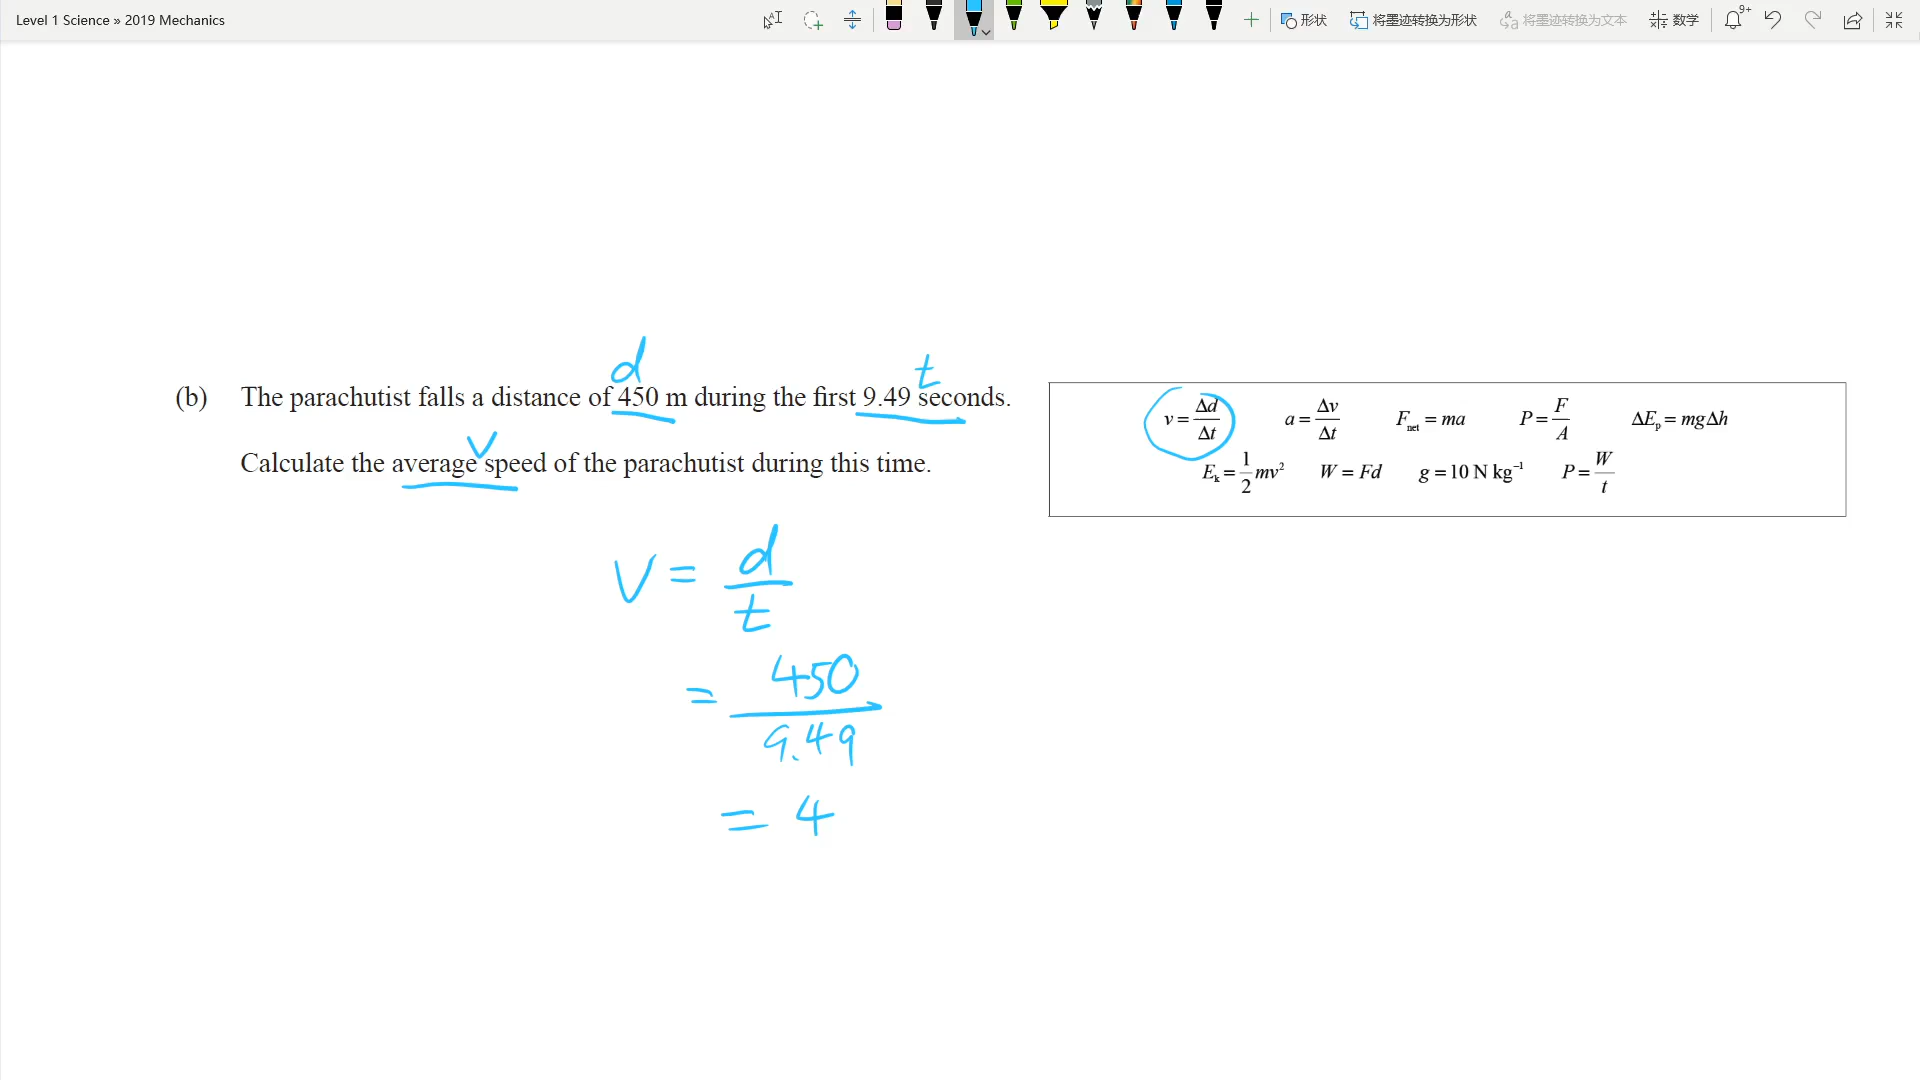 Level 1 Science » 2019 Mechanics
9+
形状
将墨迹转换为形状
将墨迹转换为文本
数学
d
t
(b) The parachutist falls a distance of 450 m during the first 9.49 seconds.
v
Calculate the average speed of the parachutist during this time.
v = Δd/Δt a = Δv/Δt F_net = ma P = F/A ΔE_p = mgΔh
E_k = 1/2 mv² W = Fd g = 10 N kg⁻¹ P = W/t
V = d/t
= 450/9.49
= 4